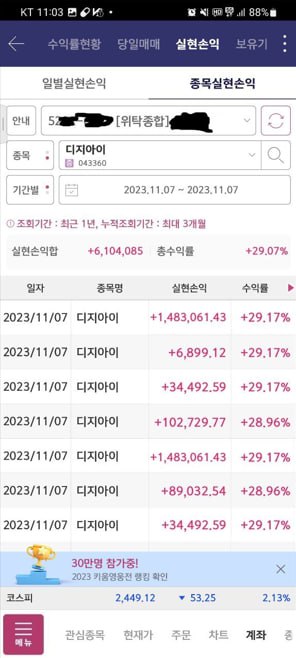 KT 11:03 88%
수익률현황 당일매매 실현손익 보유기
일별실현손익 종목실현손익
안내 52 [위탁종합]
종목 디지아이
043360
기간별 2023.11.07 ~ 2023.11.07
조회기간 : 최근 1년, 누적조회기간 : 최대 3개월
실현손익합 +6,104,085 총수익률 +29.07%
일자 종목명 실현손익 수익률
2023/11/07 디지아이 +1,483,061.43 +29.17%
2023/11/07 디지아이 +6,899.12 +29.17%
2023/11/07 디지아이 +34,492.59 +29.17%
2023/11/07 디지아이 +102,729.77 +28.96%
2023/11/07 디지아이 +1,483,061.43 +29.17%
2023/11/07 디지아이 +89,032.54 +28.96%
2023/11/07 디지아이 +34,492.59 +29.17%
30만명 참가중!
2023 키움영웅전 랭킹 확인
코스피 2,449.12 ▼ 53.25 2.13%
메뉴 관심종목 현재가 주문 차트 계좌 종